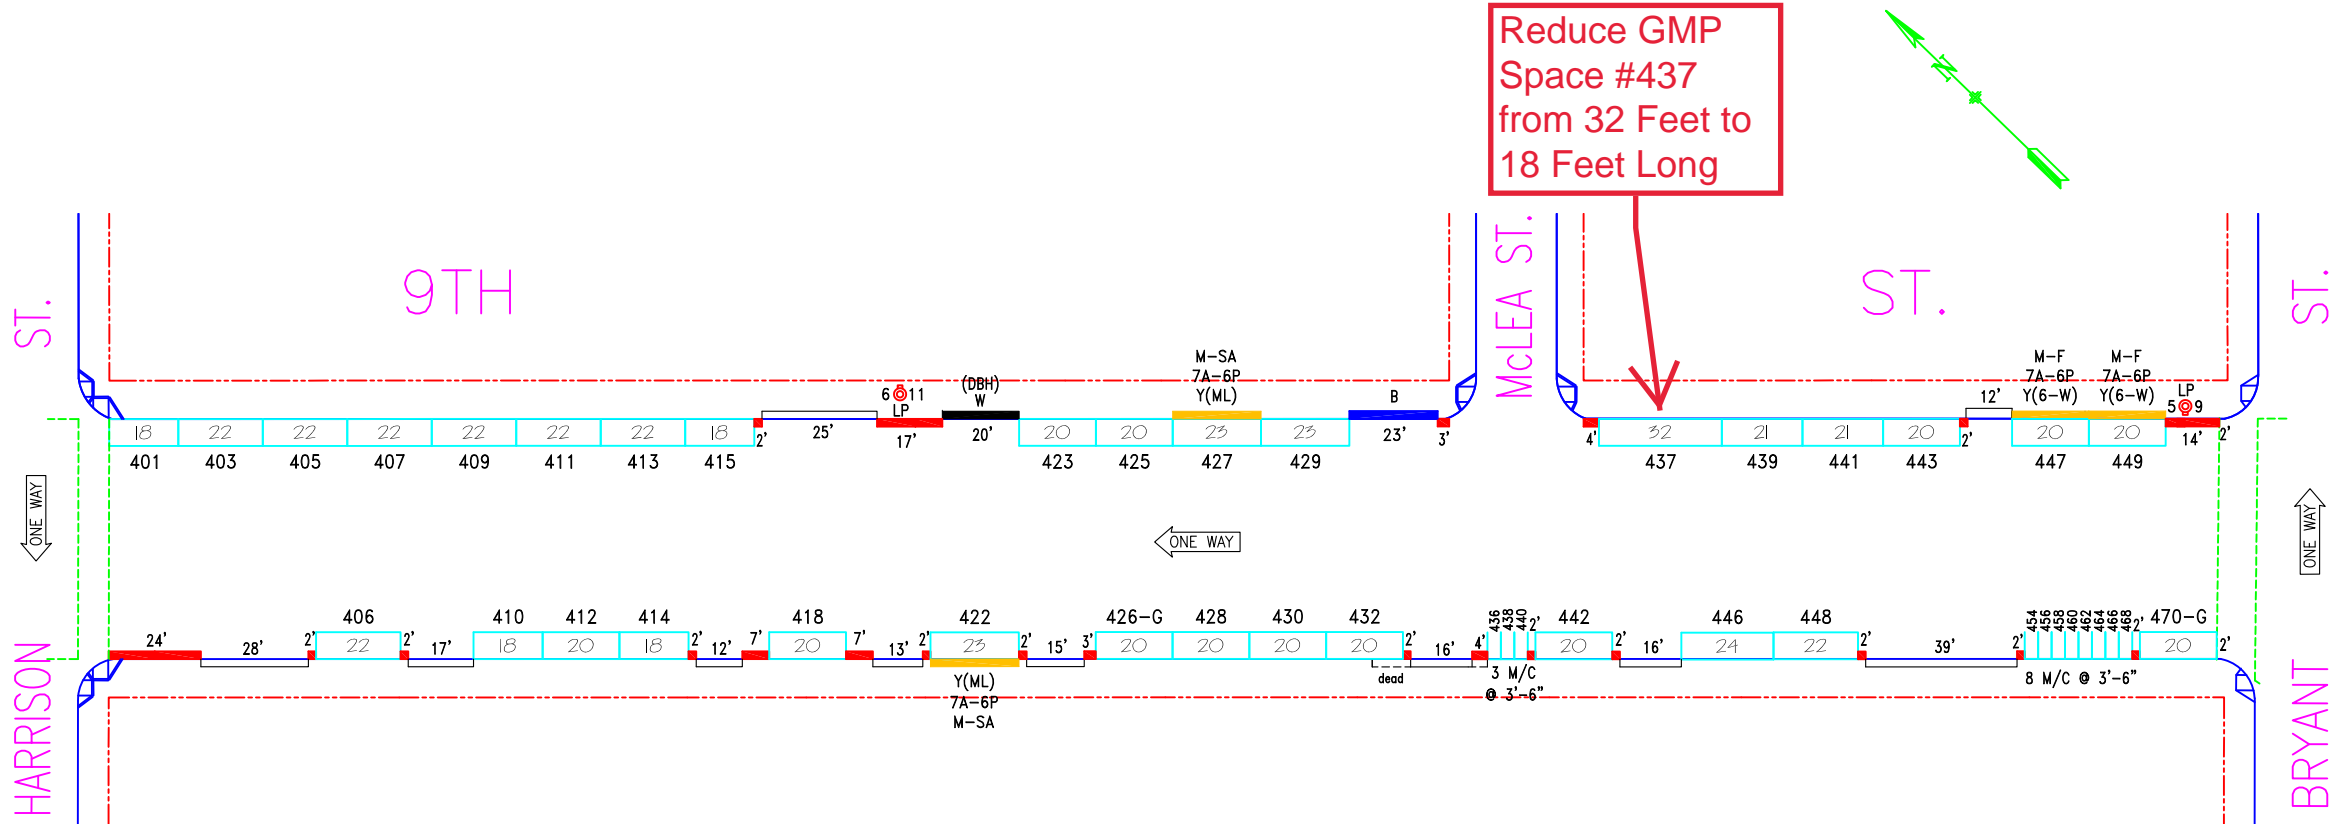 Reduce GMP
Space #437
from 32 Feet to
18 Feet Long
N
ST.
9TH
McLEA ST.
ST.
ST.
M-SA
7A-6P
Y(ML)
M-F
7A-6P
Y(6-W)
M-F
7A-6P
Y(6-W)
(DBH)
W
6 11
LP
B
12'
LP
5 9
18 22 22 22 22 22 22 18 2' 25' 17' 20' 20 20 23 23 23' 3' 4' 32 21 21 20 2' 20 20 14' 2'
401 403 405 407 409 411 413 415 423 425 427 429 437 439 441 443 447 449
ONE WAY
ONE WAY
ONE WAY
406 410 412 414 418 422 426-G 428 430 432 436 438 440 442 446 448 454 456 458 460 462 464 466 468 470-G
24' 28' 2' 22 2' 17' 18 20 18 2' 12' 7' 20 7' 13' 2' 23 2' 15' 3' 20 20 20 20 2' 16' 4' 2' 20 2' 16' 24 22 2' 39' 2' 2' 20 2'
dead
3 M/C
@ 3'-6"
8 M/C @ 3'-6"
Y(ML)
7A-6P
M-SA
HARRISON
BRYANT